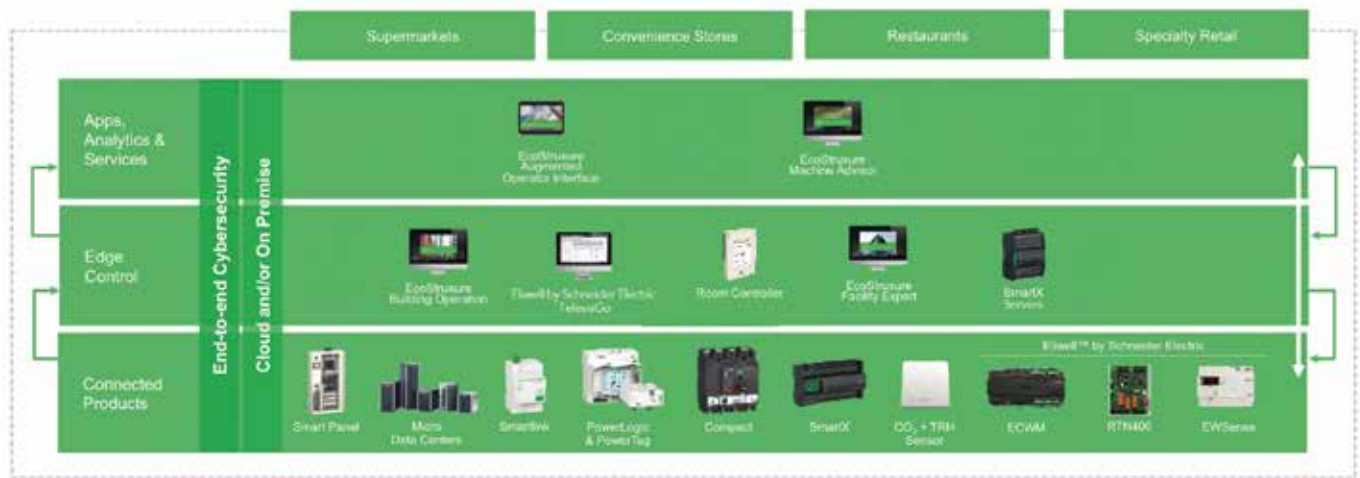 Supermarkets
Convenience Stores
Restaurants
Specialty Retail
Apps,
Analytics &
Services
End-to-end Cybersecurity
Cloud and/or On Premise
EcoStruxure
Augmented
Operator Interface
EcoStruxure
Machine Advisor
Edge
Control
EcoStruxure
Building Operation
Eliwell by Schneider Electric
TelevisGo
Room Controller
EcoStruxure
Facility Expert
SmartX
Servers
Connected
Products
Eliwell™ by Schneider Electric
Smart Panel
Micro
Data Centers
Smartlink
PowerLogic
& PowerTag
Compact
SmartX
CO₂ + TRH
Sensor
ECWM
RTN400
EWSense